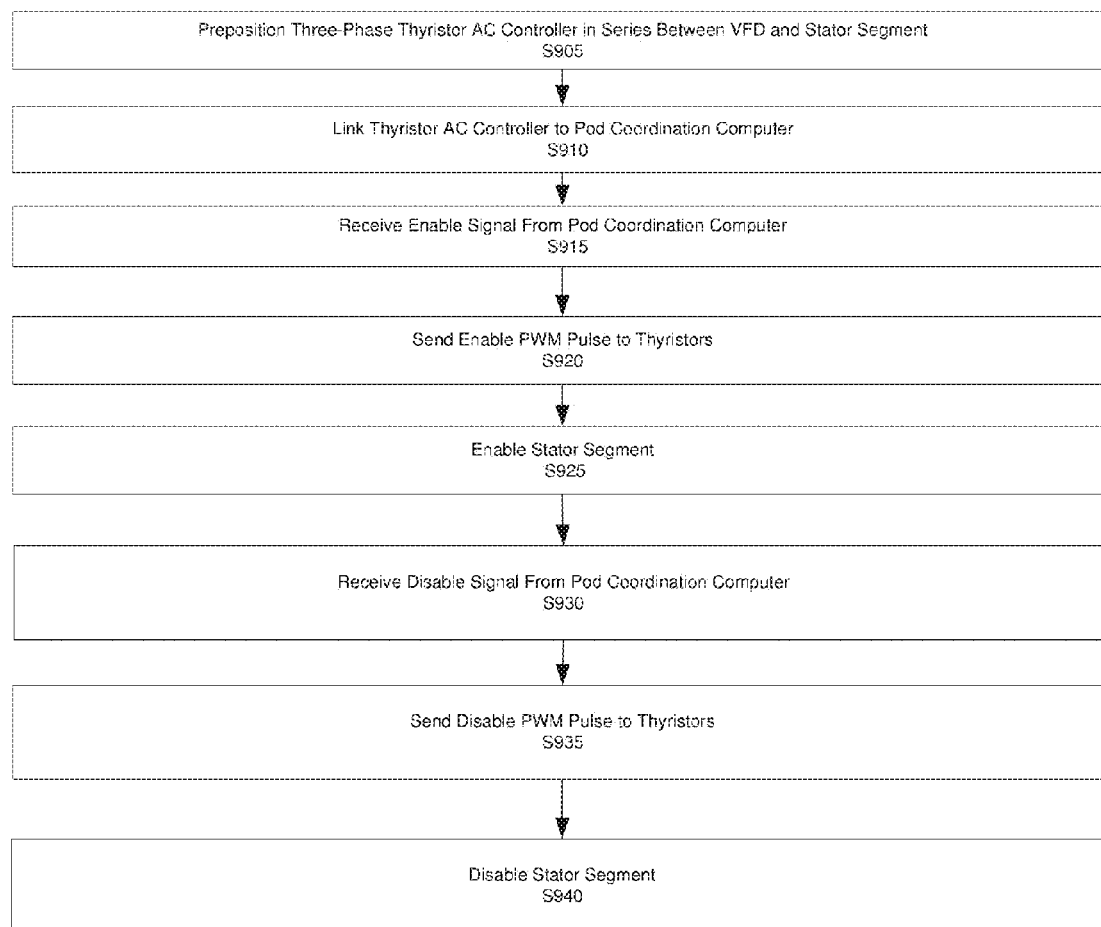 Preposition Three-Phase Thyristor AC Controller in Series Between VFD and Stator Segment
S905
Link Thyristor AC Controller to Pod Coordination Computer
S910
Receive Enable Signal From Pod Coordination Computer
S915
Send Enable PWM Pulse to Thyristors
S920
Enable Stator Segment
S925
Receive Disable Signal From Pod Coordination Computer
S930
Send Disable PWM Pulse to Thyristors
S935
Disable Stator Segment
S940